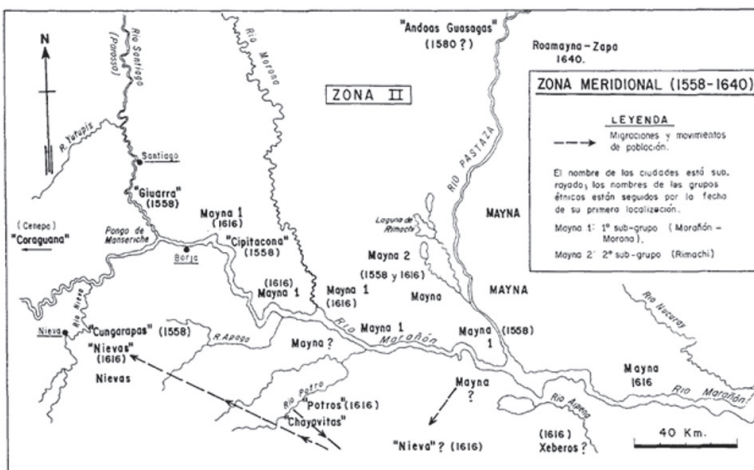 "Andoas Guasagas"
(1580 ?)
Roamayna-Zapa
1640.
N
Río Santiago
(Parosso)
Río Morona
ZONA II
ZONA MERIDIONAL (1558-1640)
LEYENDA
Migraciones y movimientos
de población.
El nombre de las ciudades está sub.
rayado; los nombres de los grupos
étnicos están seguidos por la fecha
de su primera localización.
Mayna 1: 1º sub-grupo (Marañón-
Morona).
Mayna 2: 2º sub-grupo (Rimachi)
R. Yutupis
Santiago
RIO PASTAZA
"Giuarra"
(1558)
Mayna 1
(1616)
MAYNA
Laguna de
Rimachi
(Cenepa)
"Coraguana"
Pongo de
Manseriche
"Cipitacona"
(1558)
Borja
Mayna 2
(1558 y 1616)
(1616)
Mayna 1
Mayna 1
(1616)
Mayna
MAYNA
Río Nucuray
Río Nieva
Nieva
"Cungarapas" (1558)
"Nievas"
(1616)
Nievas
R. Apaga
Mayna ?
Río Marañón
Mayna 1
Mayna
1
(1558)
Mayna
1616
Río Marañón
Río Potro
"Potros" (1616)
"Chayavitas"
Mayna
?
Río Aipena
"Nieva" ? (1616)
(1616)
Xeberos ?
40 Km.